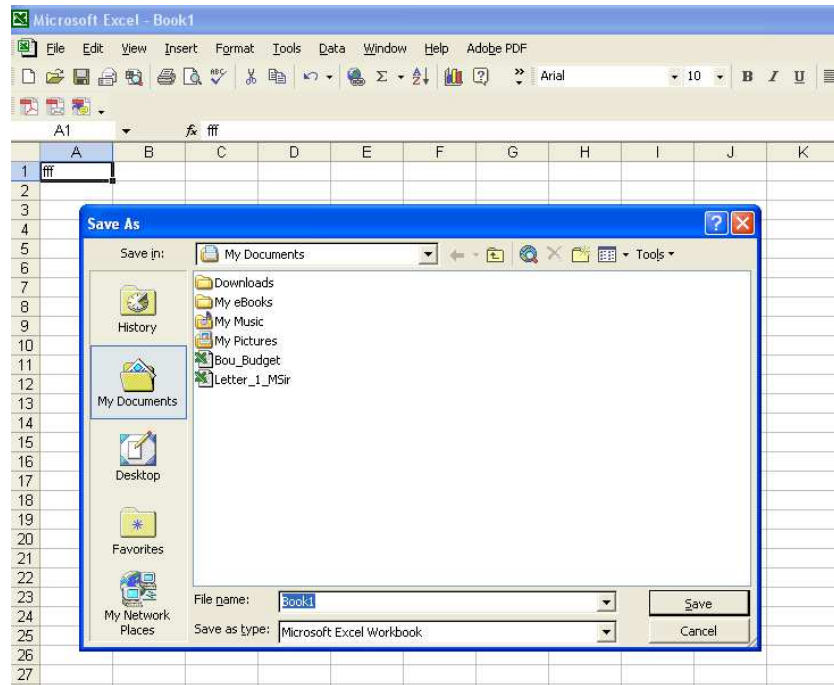 Microsoft Excel - Book1
File Edit View Insert Format Tools Data Window Help Adobe PDF
Arial 10 B I U
A1 fx fff
A B C D E F G H I J K
1 fff
2
3
4
5
6
7
8
9
10
11
12
13
14
15
16
17
18
19
20
21
22
23
24
25
26
27
Save As
Save in: My Documents Tools
History
My Documents
Desktop
Favorites
My Network
Places
Downloads
My eBooks
My Music
My Pictures
Bou_Budget
Letter_1_MSir
File name: Book1 Save
Save as type: Microsoft Excel Workbook Cancel